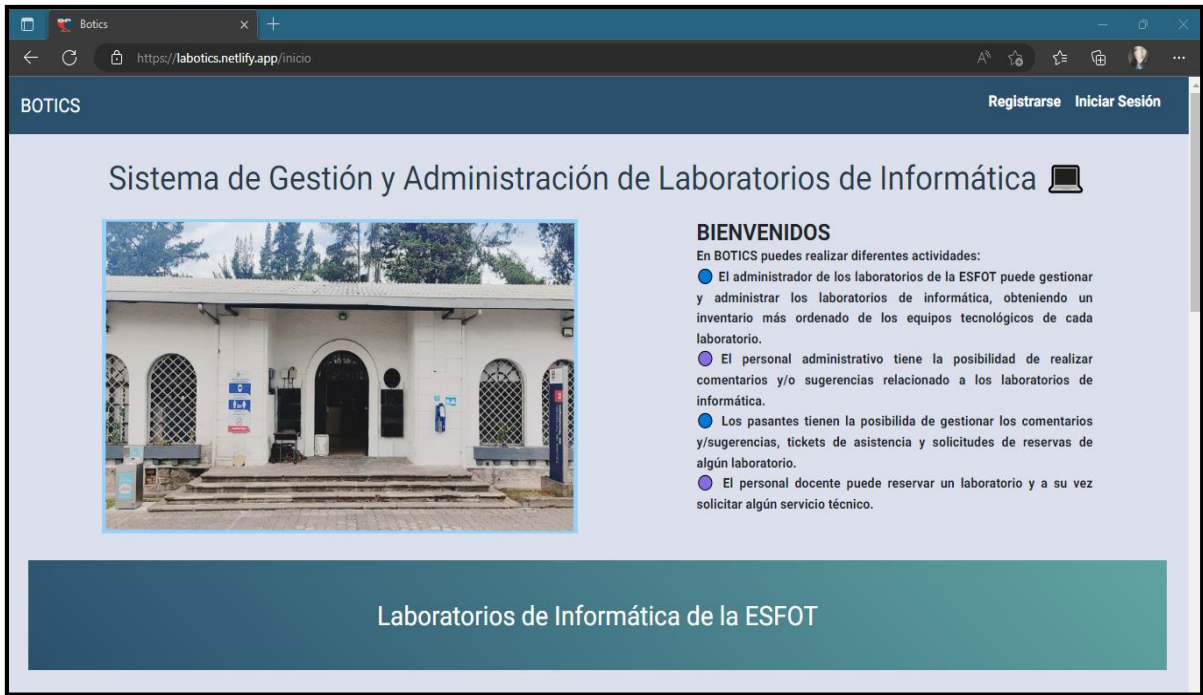 Botics
https://labotics.netlify.app/inicio
BOTICS
Registrarse Iniciar Sesión
Sistema de Gestión y Administración de Laboratorios de Informática
BIENVENIDOS
En BOTICS puedes realizar diferentes actividades:
El administrador de los laboratorios de la ESFOT puede gestionar
y administrar los laboratorios de informática, obteniendo un
inventario más ordenado de los equipos tecnológicos de cada
laboratorio.
El personal administrativo tiene la posibilidad de realizar
comentarios y/o sugerencias relacionado a los laboratorios de
informática.
Los pasantes tienen la posibilida de gestionar los comentarios
y/sugerencias, tickets de asistencia y solicitudes de reservas de
algún laboratorio.
El personal docente puede reservar un laboratorio y a su vez
solicitar algún servicio técnico.
Laboratorios de Informática de la ESFOT